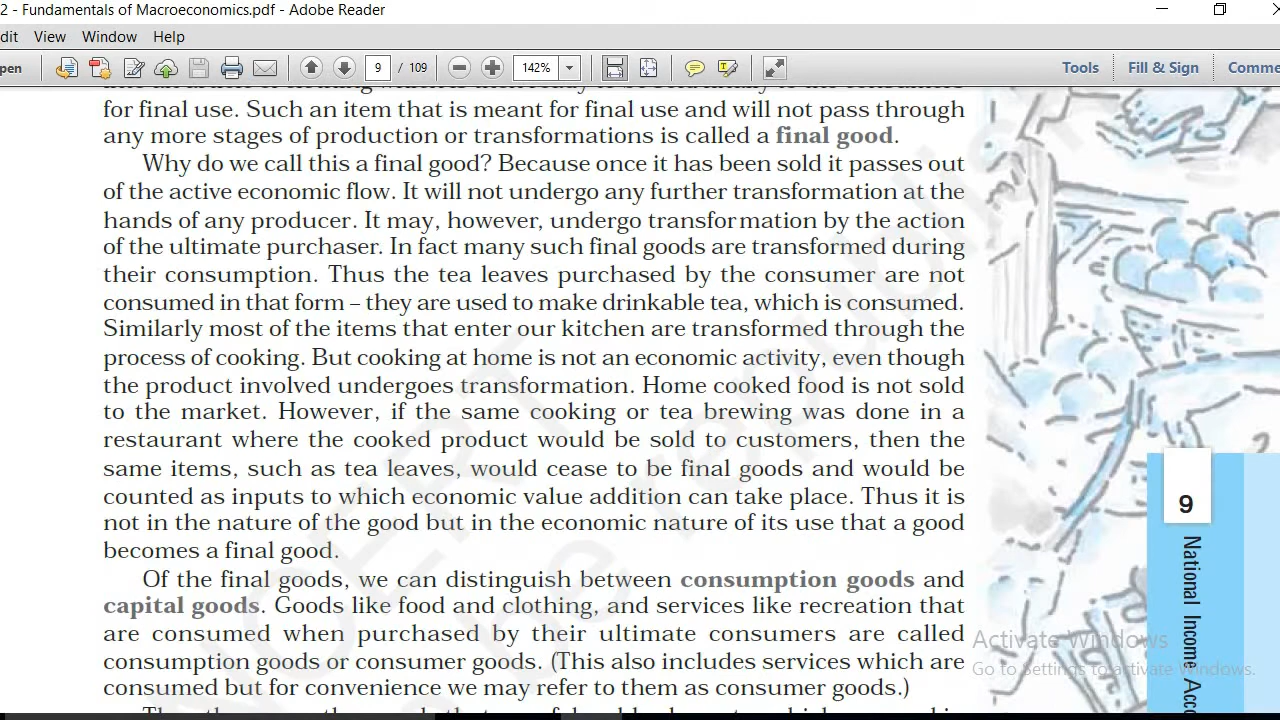 2 - Fundamentals of Macroeconomics.pdf - Adobe Reader
dit View Window Help
pen 9 / 109 142% Tools Fill & Sign Comme
for final use. Such an item that is meant for final use and will not pass through
any more stages of production or transformations is called a final good.
Why do we call this a final good? Because once it has been sold it passes out
of the active economic flow. It will not undergo any further transformation at the
hands of any producer. It may, however, undergo transformation by the action
of the ultimate purchaser. In fact many such final goods are transformed during
their consumption. Thus the tea leaves purchased by the consumer are not
consumed in that form – they are used to make drinkable tea, which is consumed.
Similarly most of the items that enter our kitchen are transformed through the
process of cooking. But cooking at home is not an economic activity, even though
the product involved undergoes transformation. Home cooked food is not sold
to the market. However, if the same cooking or tea brewing was done in a
restaurant where the cooked product would be sold to customers, then the
same items, such as tea leaves, would cease to be final goods and would be
counted as inputs to which economic value addition can take place. Thus it is
not in the nature of the good but in the economic nature of its use that a good
becomes a final good.
Of the final goods, we can distinguish between consumption goods and
capital goods. Goods like food and clothing, and services like recreation that
are consumed when purchased by their ultimate consumers are called
consumption goods or consumer goods. (This also includes services which are
consumed but for convenience we may refer to them as consumer goods.)
9
National Income Acco
Activate Windows
Go to Settings to activate Windows.